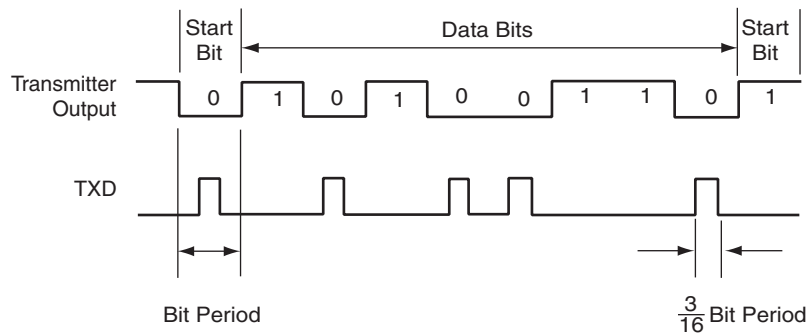 Start
Bit
Data Bits
Start
Bit
Transmitter
Output
0 1 0 1 0 0 1 1 0 1
TXD
Bit Period
3/16 Bit Period